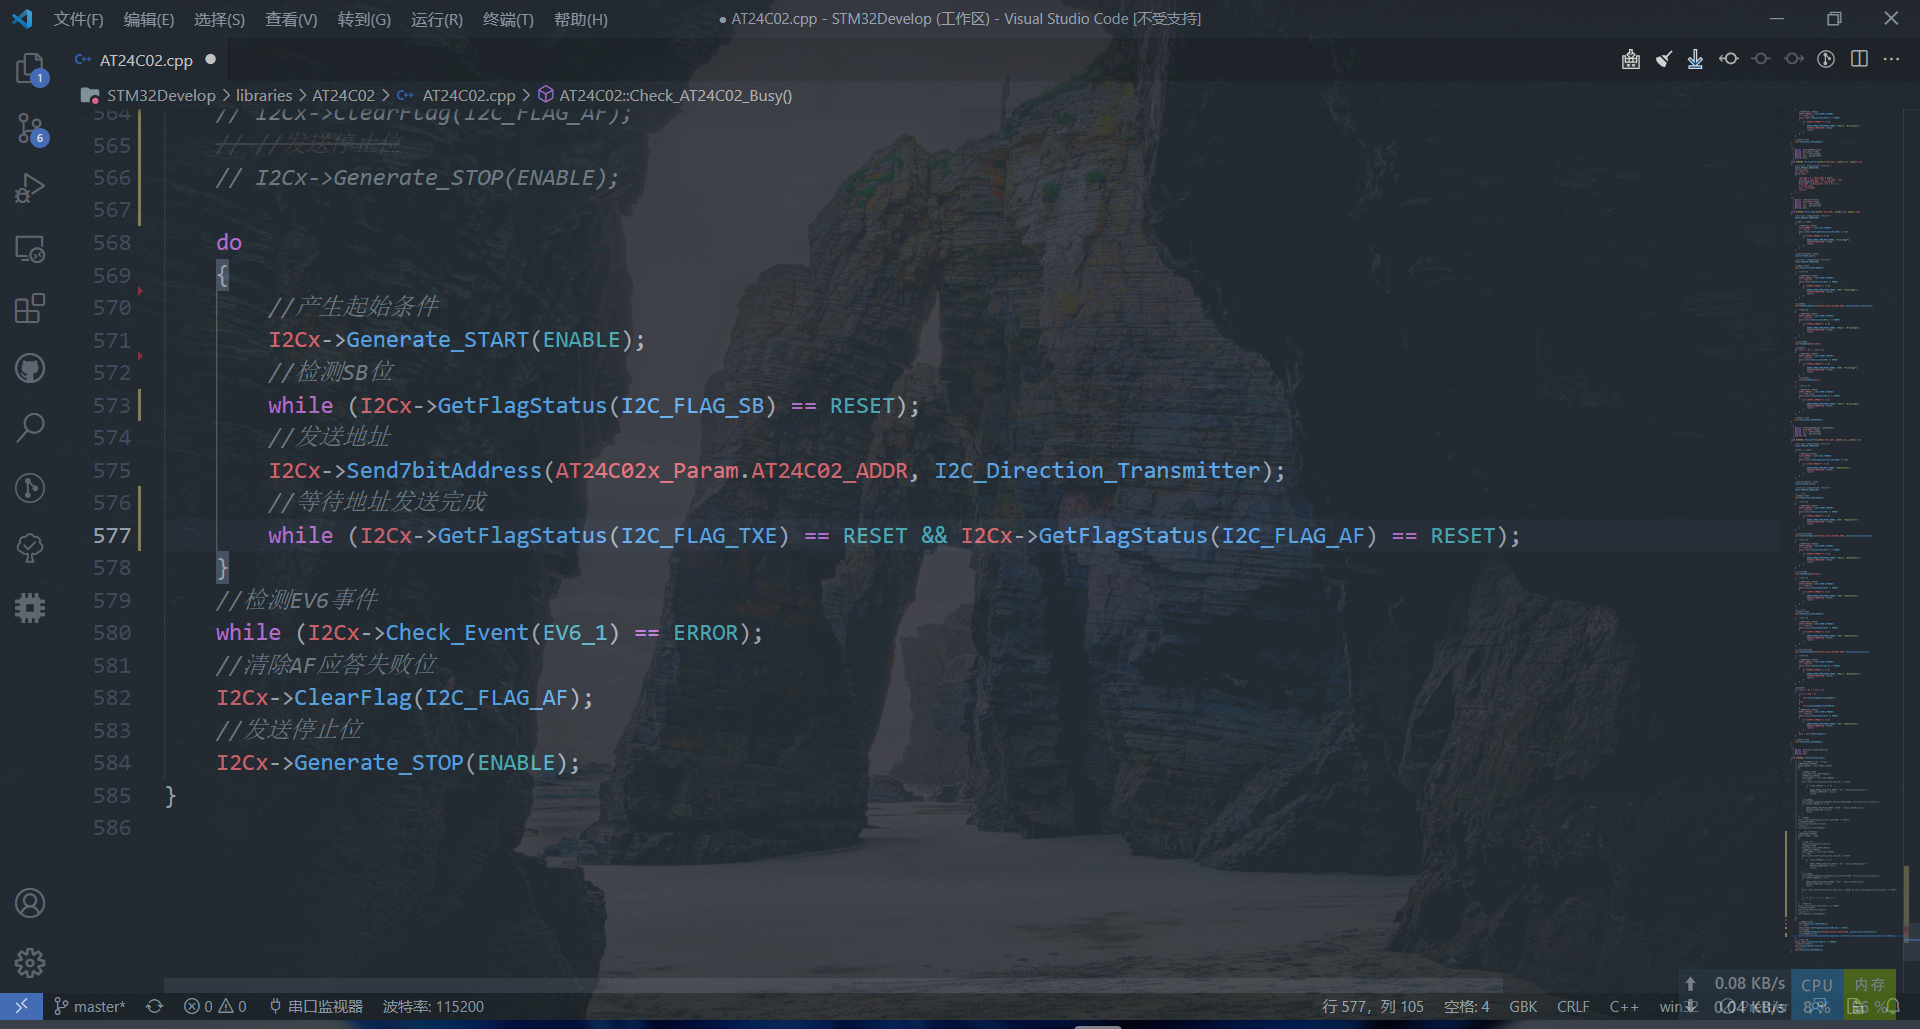 文件(F) 编辑(E) 选择(S) 查看(V) 转到(G) 运行(R) 终端(T) 帮助(H)
● AT24C02.cpp - STM32Develop (工作区) - Visual Studio Code [不受支持]
AT24C02.cpp
STM32Develop > libraries > AT24C02 > AT24C02.cpp > AT24C02::Check_AT24C02_Busy()
1
6
564 // I2Cx->ClearFlag(I2C_FLAG_AF);
565 // //发送停止位
566 // I2Cx->Generate_STOP(ENABLE);
567
568 do
569 {
570 //产生起始条件
571 I2Cx->Generate_START(ENABLE);
572 //检测SB位
573 while (I2Cx->GetFlagStatus(I2C_FLAG_SB) == RESET);
574 //发送地址
575 I2Cx->Send7bitAddress(AT24C02x_Param.AT24C02_ADDR, I2C_Direction_Transmitter);
576 //等待地址发送完成
577 while (I2Cx->GetFlagStatus(I2C_FLAG_TXE) == RESET && I2Cx->GetFlagStatus(I2C_FLAG_AF) == RESET);
578 }
579 //检测EV6事件
580 while (I2Cx->Check_Event(EV6_1) == ERROR);
581 //清除AF应答失败位
582 I2Cx->ClearFlag(I2C_FLAG_AF);
583 //发送停止位
584 I2Cx->Generate_STOP(ENABLE);
585 }
586
0.08 KB/s CPU 内存
master* 0 0 串口监视器 波特率: 115200 行 577, 列 105 空格: 4 GBK CRLF C++ win32 0.04 KB/s